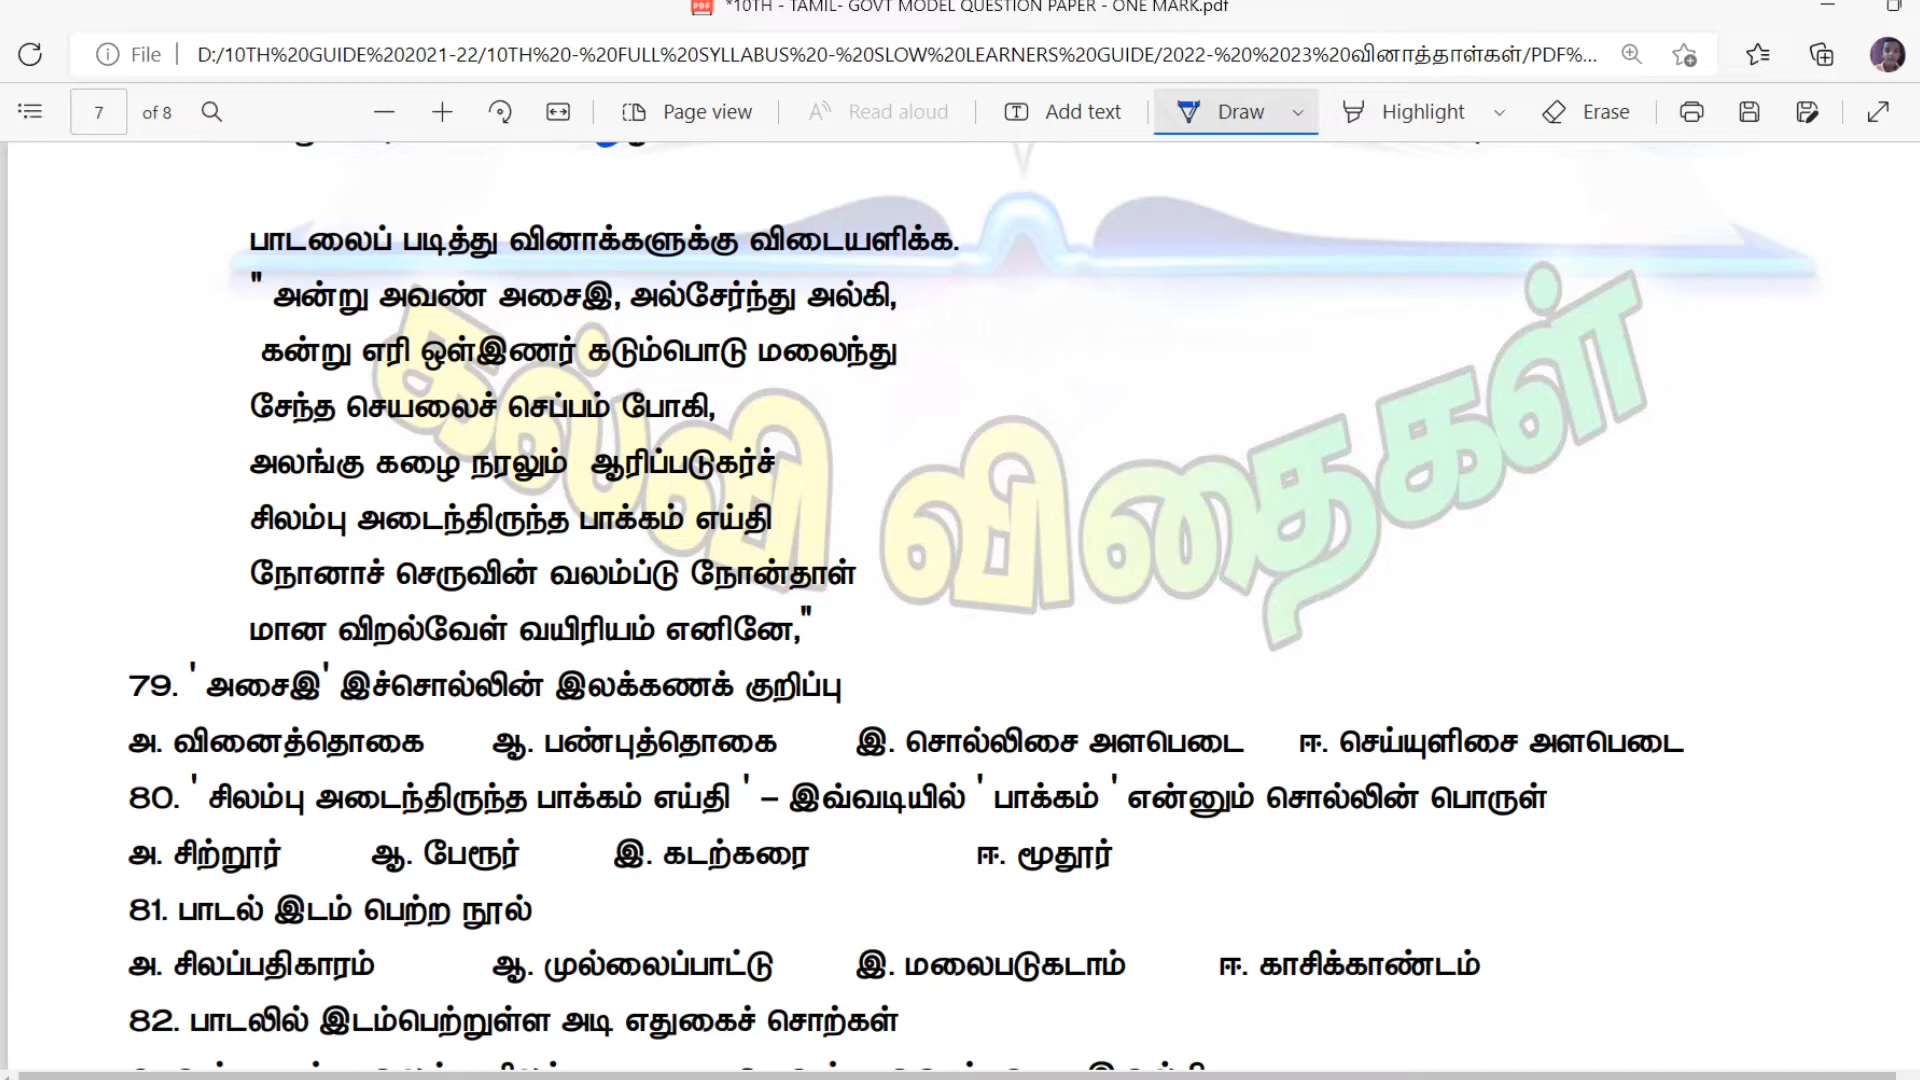 *10TH - TAMIL- GOVT MODEL QUESTION PAPER - ONE MARK.pdf
File D:/10TH%20GUIDE%202021-22/10TH%20-%20FULL%20SYLLABUS%20-%20SLOW%20LEARNERS%20GUIDE/2022-%20%202023%20வினாத்தாள்கள்/PDF%...
7 of 8 Page view Read aloud Add text Draw Highlight Erase
பாடலைப் படித்து வினாக்களுக்கு விடையளிக்க.
" அன்று அவண் அசைஇ, அல்சேர்ந்து அல்கி,
கன்று எரி ஒள்இணர் கடும்பொடு மலைந்து
சேந்த செயலைச் செப்பம் போகி,
அலங்கு கழை நரலும் ஆரிப்படுகர்ச்
சிலம்பு அடைந்திருந்த பாக்கம் எய்தி
நோனாச் செருவின் வலம்ப்டு நோன்தாள்
மான விறல்வேள் வயிரியம் எனினே,"
79. ' அசைஇ' இச்சொல்லின் இலக்கணக் குறிப்பு
அ. வினைத்தொகை ஆ. பண்புத்தொகை இ. சொல்லிசை அளபெடை ஈ. செய்யுளிசை அளபெடை
80. ' சிலம்பு அடைந்திருந்த பாக்கம் எய்தி ' – இவ்வடியில் ' பாக்கம் ' என்னும் சொல்லின் பொருள்
அ. சிற்றூர் ஆ. பேரூர் இ. கடற்கரை ஈ. மூதூர்
81. பாடல் இடம் பெற்ற நூல்
அ. சிலப்பதிகாரம் ஆ. முல்லைப்பாட்டு இ. மலைபடுகடாம் ஈ. காசிக்காண்டம்
82. பாடலில் இடம்பெற்றுள்ள அடி எதுகைச் சொற்கள்
கல்வி விதைகள்